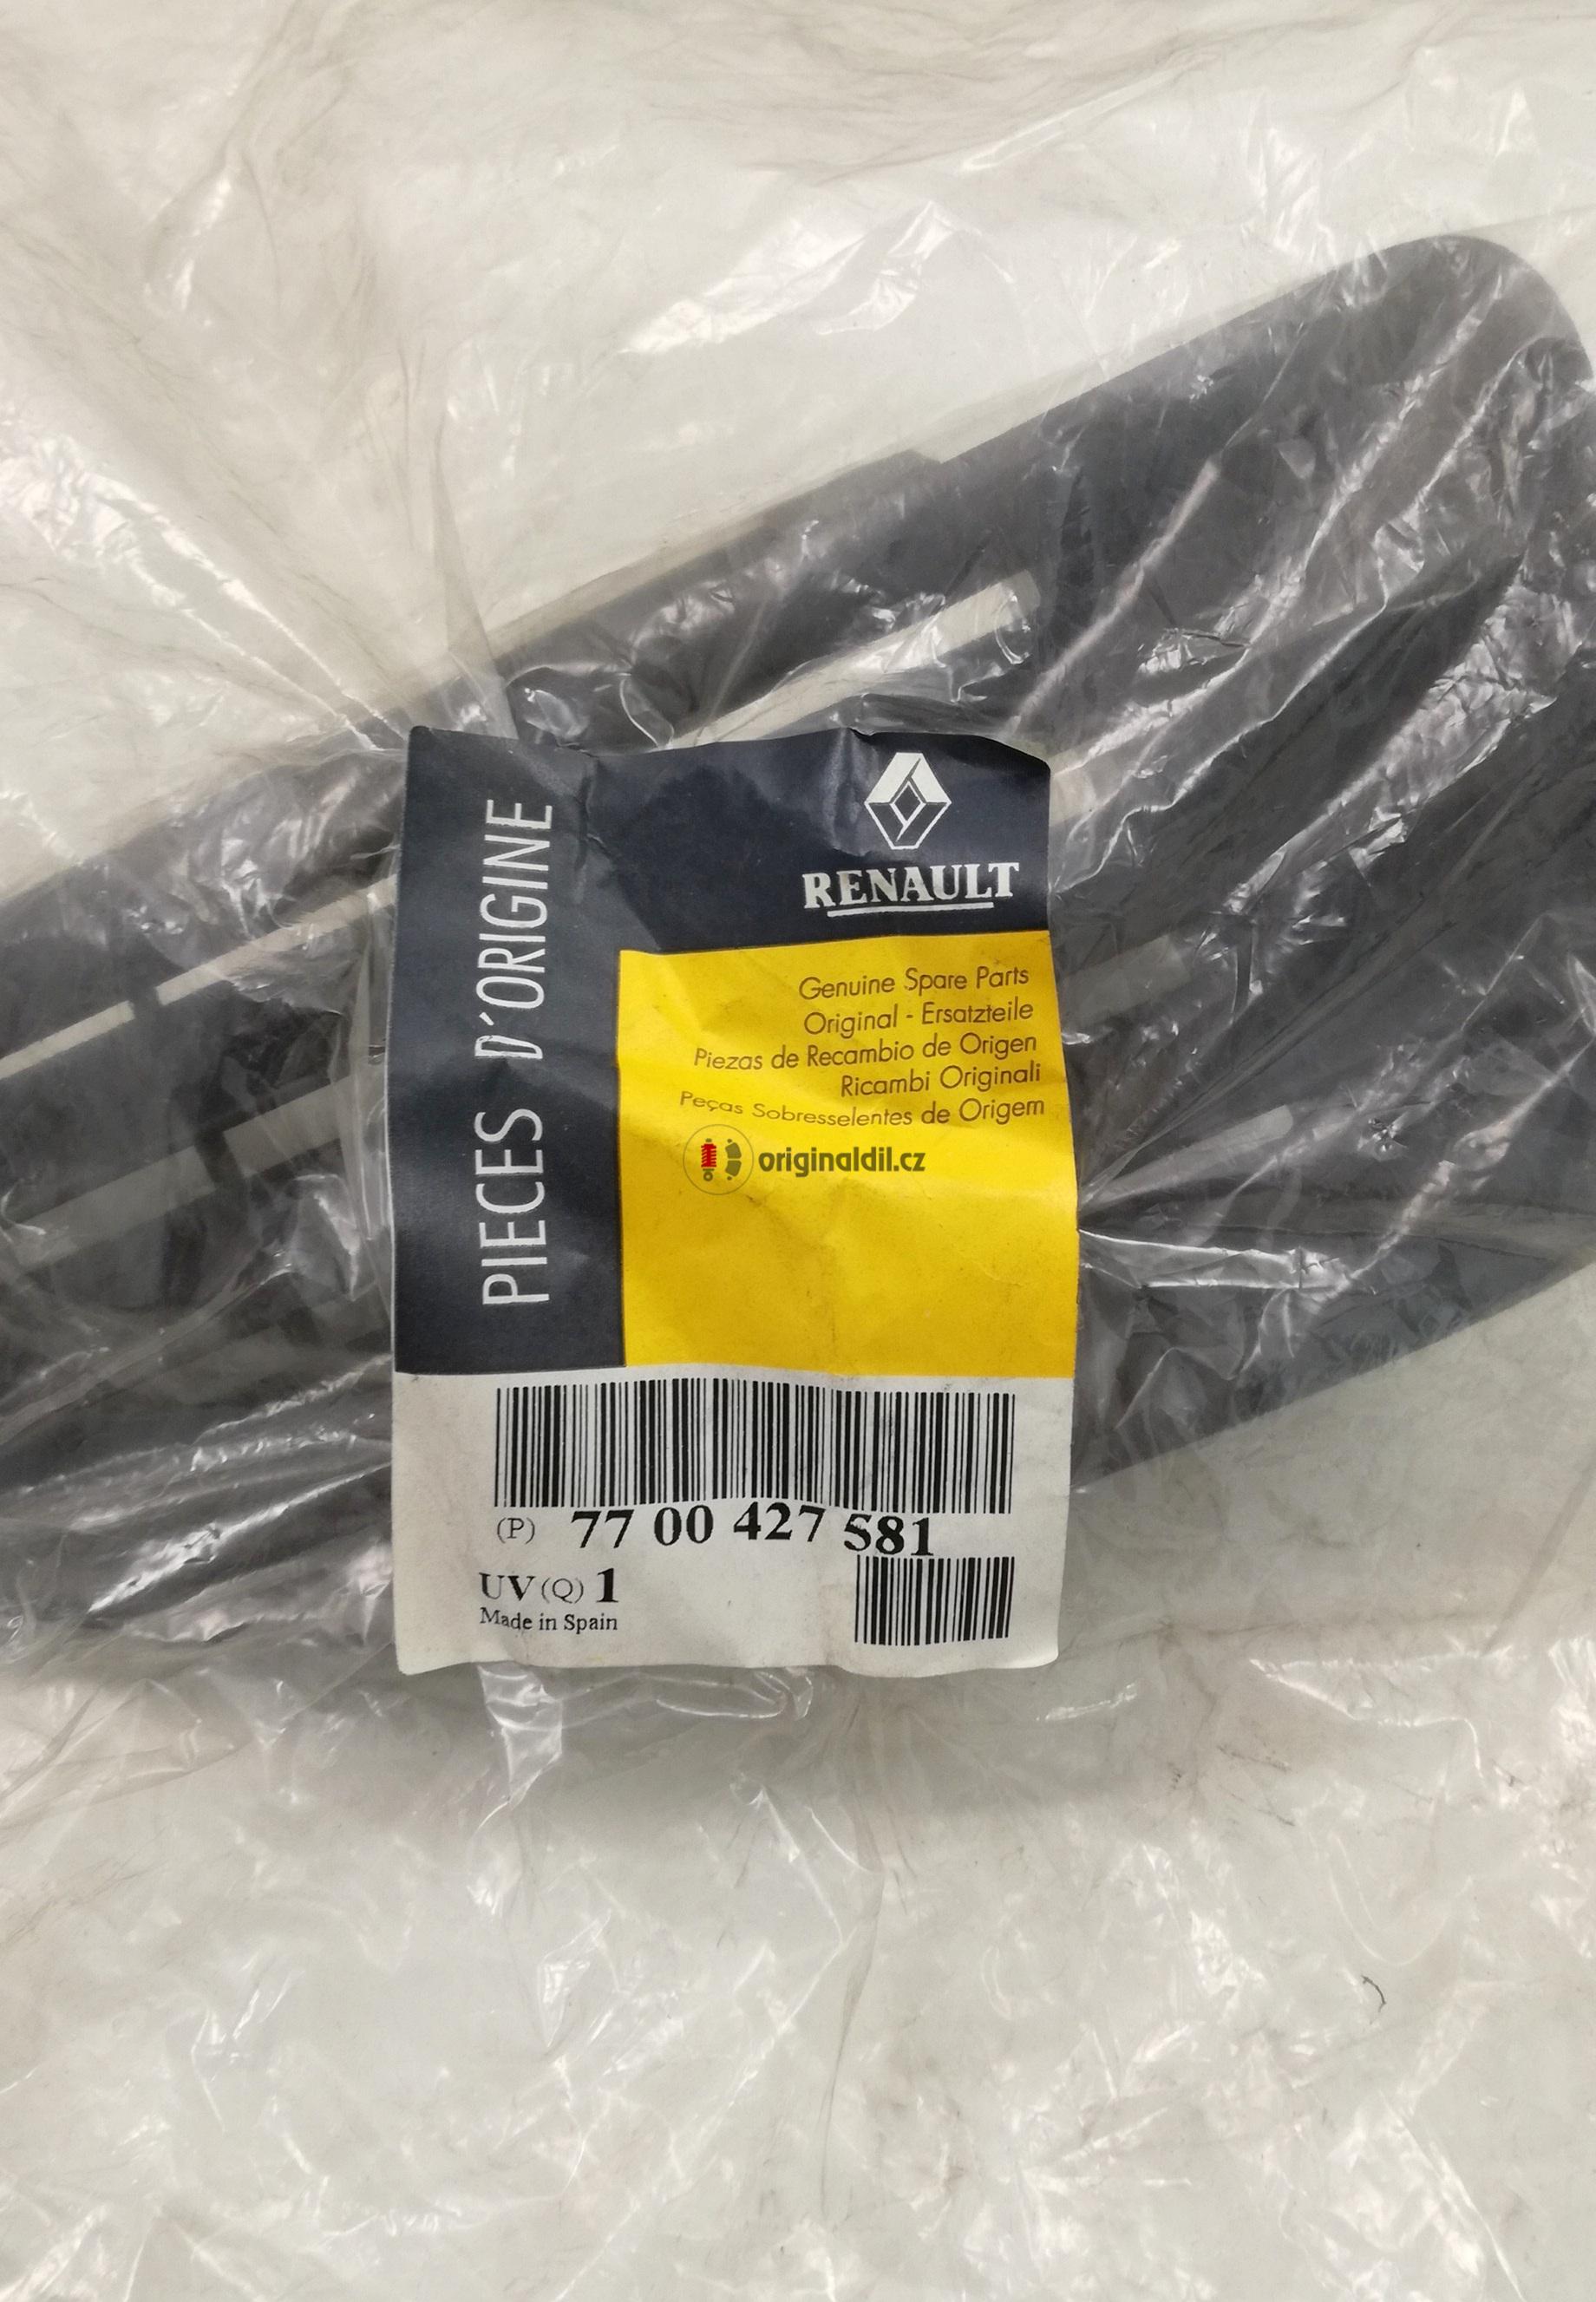 PIECES D'ORIGINE
RENAULT
Genuine Spare Parts
Original - Ersatzteile
Piezas de Recambio de Origen
Ricambi Originali
Peças Sobresselentes de Origem
originaldil.cz
(P) 77 00 427 581
UV(Q) 1
Made in Spain